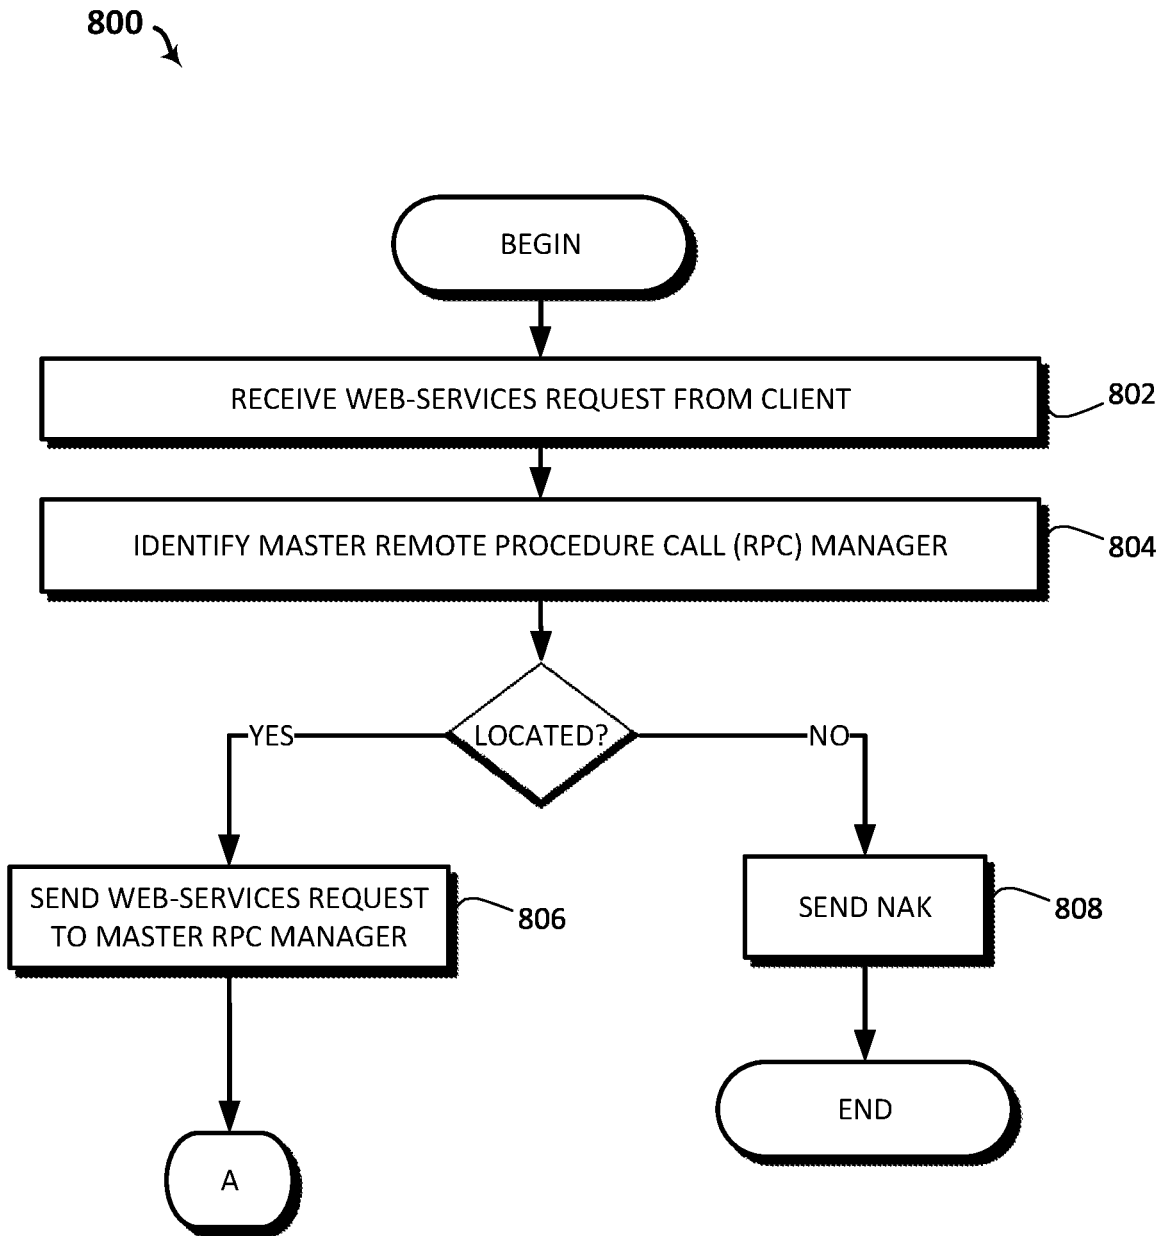 800
BEGIN
RECEIVE WEB-SERVICES REQUEST FROM CLIENT
802
IDENTIFY MASTER REMOTE PROCEDURE CALL (RPC) MANAGER
804
LOCATED?
YES
NO
SEND WEB-SERVICES REQUEST
TO MASTER RPC MANAGER
806
SEND NAK
808
END
A